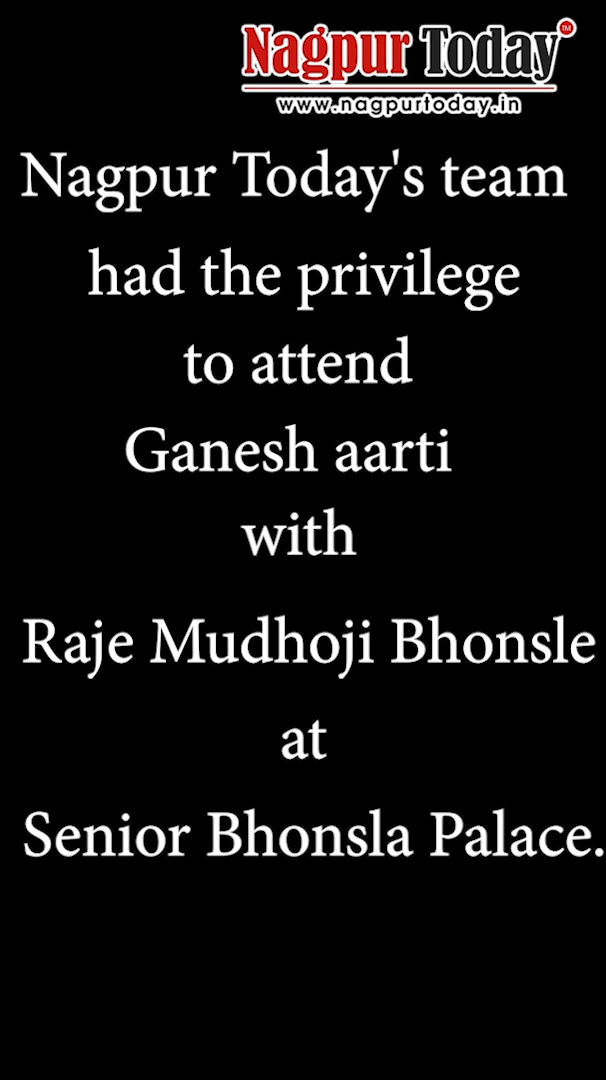 Nagpur Today™
www.nagpurtoday.in
Nagpur Today's team
had the privilege
to attend
Ganesh aarti
with
Raje Mudhoji Bhonsle
at
Senior Bhonsla Palace.